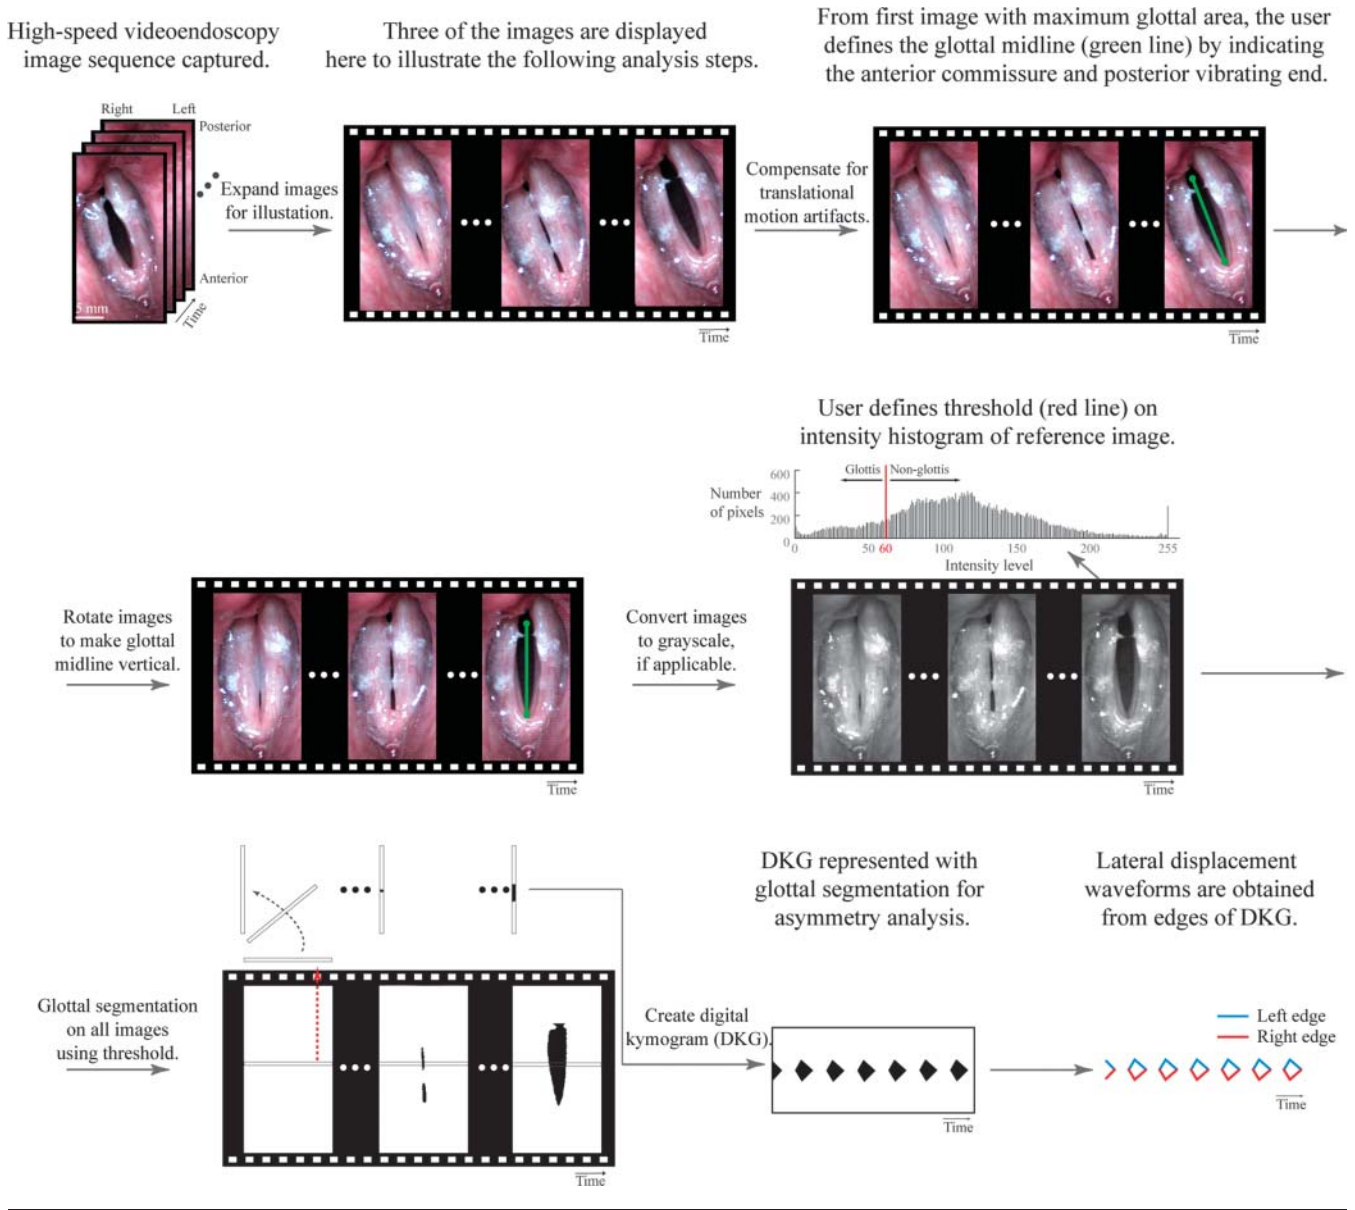 High-speed videoendoscopy
image sequence captured.
Three of the images are displayed
here to illustrate the following analysis steps.
From first image with maximum glottal area, the user
defines the glottal midline (green line) by indicating
the anterior commissure and posterior vibrating end.
Right
Left
Posterior
Anterior
5 mm
Time
Expand images
for illustation.
Time
Compensate for
translational
motion artifacts.
Time
User defines threshold (red line) on
intensity histogram of reference image.
Number
of pixels
600
400
200
0
Glottis
Non-glottis
0 50 60 100 150 200 255
Intensity level
Rotate images
to make glottal
midline vertical.
Time
Convert images
to grayscale,
if applicable.
Time
Glottal segmentation
on all images
using threshold.
Time
Create digital
kymogram (DKG).
DKG represented with
glottal segmentation for
asymmetry analysis.
Time
Lateral displacement
waveforms are obtained
from edges of DKG.
Left edge
Right edge
Time